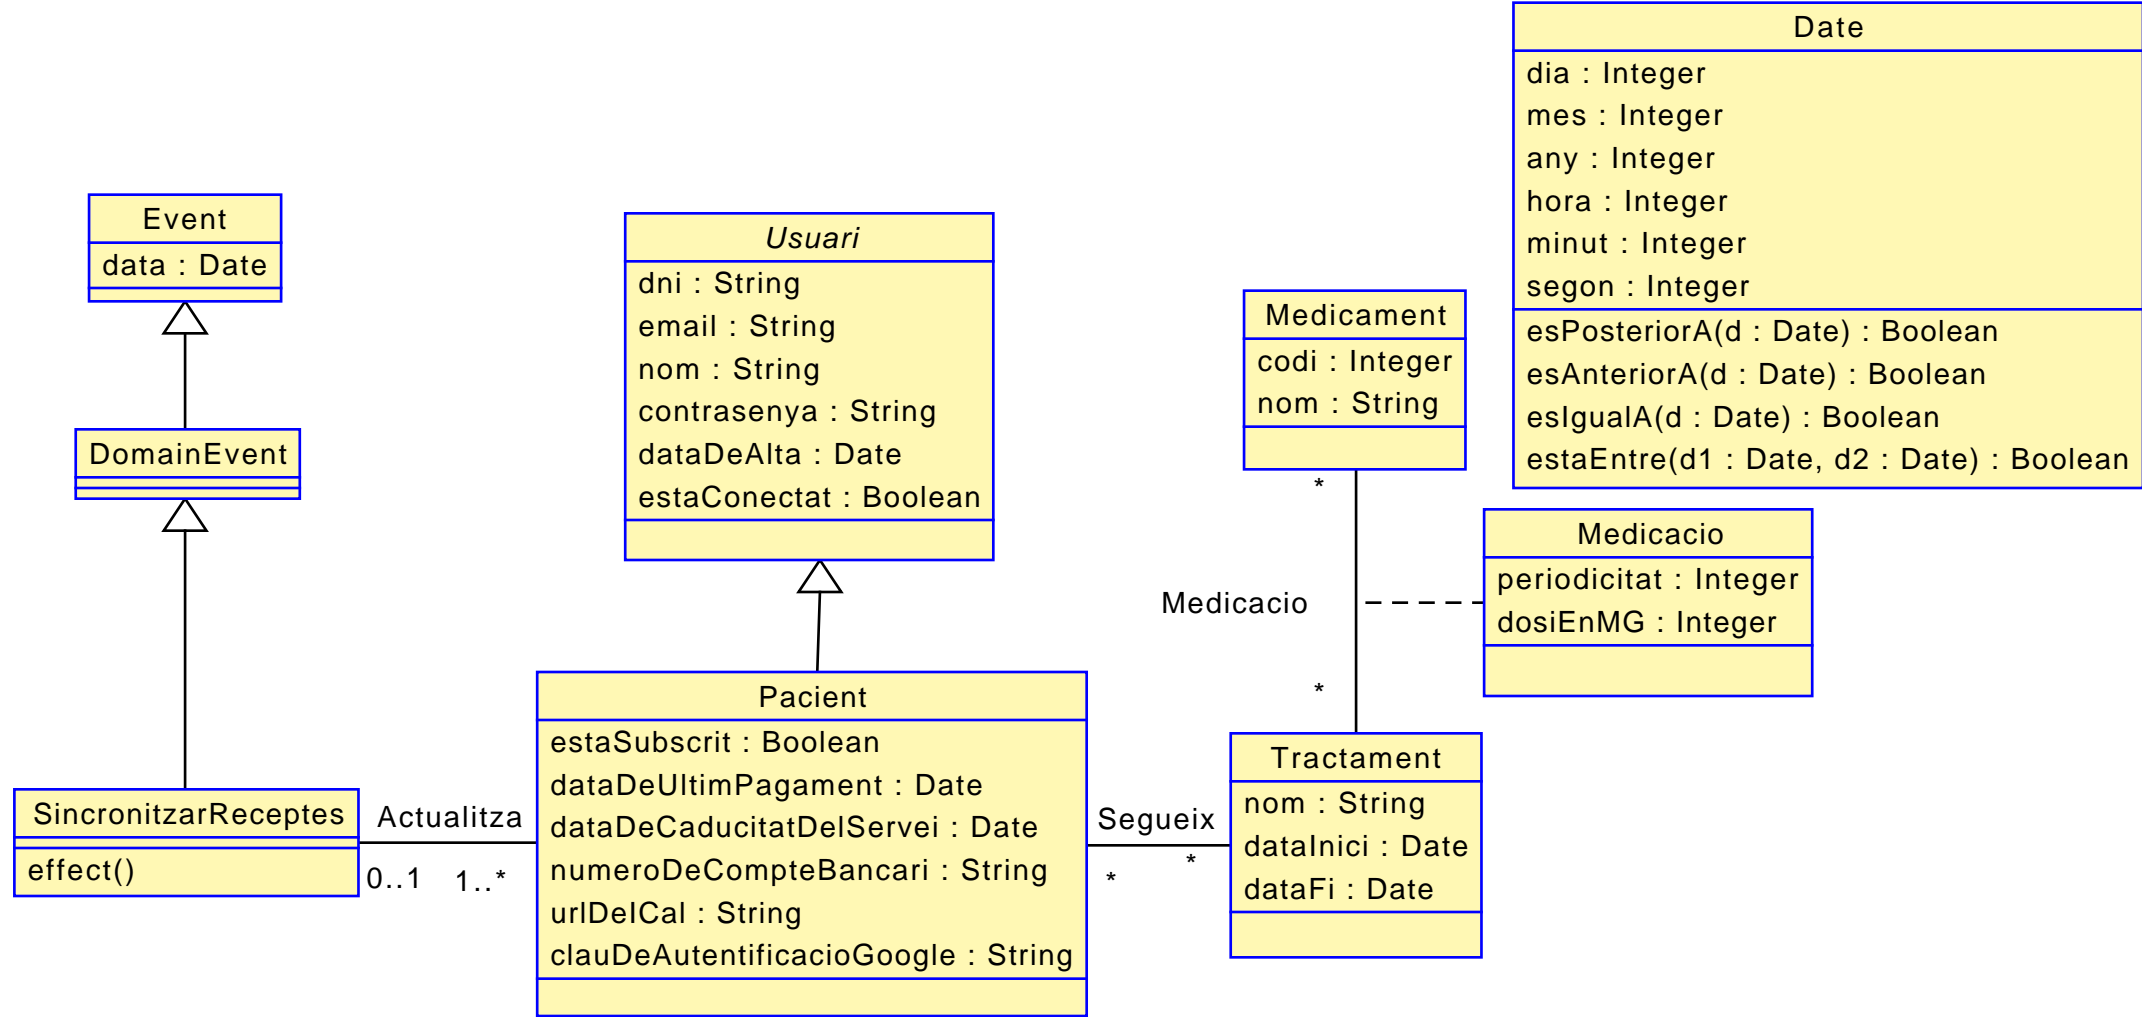 Date
dia : Integer
mes : Integer
any : Integer
hora : Integer
minut : Integer
segon : Integer
esPosteriorA(d : Date) : Boolean
esAnteriorA(d : Date) : Boolean
esIgualA(d : Date) : Boolean
estaEntre(d1 : Date, d2 : Date) : Boolean
Event
data : Date
DomainEvent
Usuari
dni : String
email : String
nom : String
contrasenya : String
dataDeAlta : Date
estaConectat : Boolean
Medicament
codi : Integer
nom : String
*
Medicacio
*
Medicacio
periodicitat : Integer
dosiEnMG : Integer
SincronitzarReceptes
effect()
Actualitza
0..1
1..*
Pacient
estaSubscrit : Boolean
dataDeUltimPagament : Date
dataDeCaducitatDelServei : Date
numeroDeCompteBancari : String
urlDeICal : String
clauDeAutentificacioGoogle : String
Segueix
*
*
Tractament
nom : String
dataInici : Date
dataFi : Date